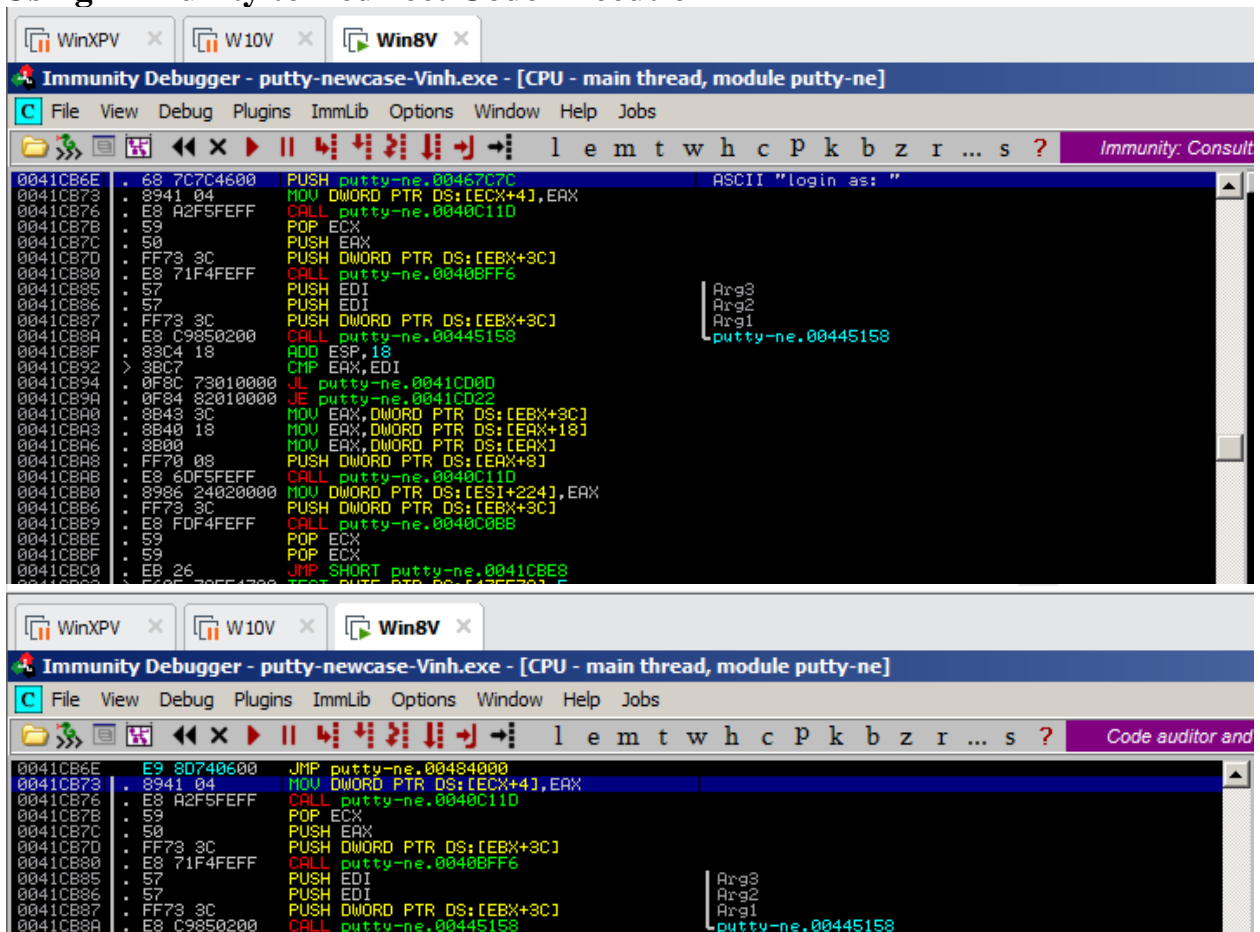 WinXPV × W10V × Win8V ×
Immunity Debugger - putty-newcase-Vinh.exe - [CPU - main thread, module putty-ne]
C File View Debug Plugins ImmLib Options Window Help Jobs
l e m t w h c P k b z r ... s ? Immunity: Consult
0041CB6E . 68 7C7C4600 PUSH putty-ne.00467C7C ASCII "login as: "
0041CB73 . 8941 04 MOV DWORD PTR DS:[ECX+4],EAX
0041CB76 . E8 A2F5FEFF CALL putty-ne.0040C11D
0041CB7B . 59 POP ECX
0041CB7C . 50 PUSH EAX
0041CB7D . FF73 3C PUSH DWORD PTR DS:[EBX+3C]
0041CB80 . E8 71F4FEFF CALL putty-ne.0040BFF6
0041CB85 . 57 PUSH EDI Arg3
0041CB86 . 57 PUSH EDI Arg2
0041CB87 . FF73 3C PUSH DWORD PTR DS:[EBX+3C] Arg1
0041CB8A . E8 C9850200 CALL putty-ne.00445158 putty-ne.00445158
0041CB8F . 83C4 18 ADD ESP,18
0041CB92 > 3BC7 CMP EAX,EDI
0041CB94 . 0F8C 73010000 JL putty-ne.0041CD0D
0041CB9A . 0F84 82010000 JE putty-ne.0041CD22
0041CBA0 . 8B43 3C MOV EAX,DWORD PTR DS:[EBX+3C]
0041CBA3 . 8B40 18 MOV EAX,DWORD PTR DS:[EAX+18]
0041CBA6 . 8B00 MOV EAX,DWORD PTR DS:[EAX]
0041CBA8 . FF70 08 PUSH DWORD PTR DS:[EAX+8]
0041CBAB . E8 6DF5FEFF CALL putty-ne.0040C11D
0041CBB0 . 8986 24020000 MOV DWORD PTR DS:[ESI+224],EAX
0041CBB6 . FF73 3C PUSH DWORD PTR DS:[EBX+3C]
0041CBB9 . E8 FDF4FEFF CALL putty-ne.0040C0BB
0041CBBE . 59 POP ECX
0041CBBF . 59 POP ECX
0041CBC0 . EB 26 JMP SHORT putty-ne.0041CBE8
WinXPV × W10V × Win8V ×
Immunity Debugger - putty-newcase-Vinh.exe - [CPU - main thread, module putty-ne]
C File View Debug Plugins ImmLib Options Window Help Jobs
l e m t w h c P k b z r ... s ? Code auditor and
0041CB6E E9 8D740600 JMP putty-ne.00484000
0041CB73 . 8941 04 MOV DWORD PTR DS:[ECX+4],EAX
0041CB76 . E8 A2F5FEFF CALL putty-ne.0040C11D
0041CB7B . 59 POP ECX
0041CB7C . 50 PUSH EAX
0041CB7D . FF73 3C PUSH DWORD PTR DS:[EBX+3C]
0041CB80 . E8 71F4FEFF CALL putty-ne.0040BFF6
0041CB85 . 57 PUSH EDI Arg3
0041CB86 . 57 PUSH EDI Arg2
0041CB87 . FF73 3C PUSH DWORD PTR DS:[EBX+3C] Arg1
0041CB8A . E8 C9850200 CALL putty-ne.00445158 putty-ne.00445158